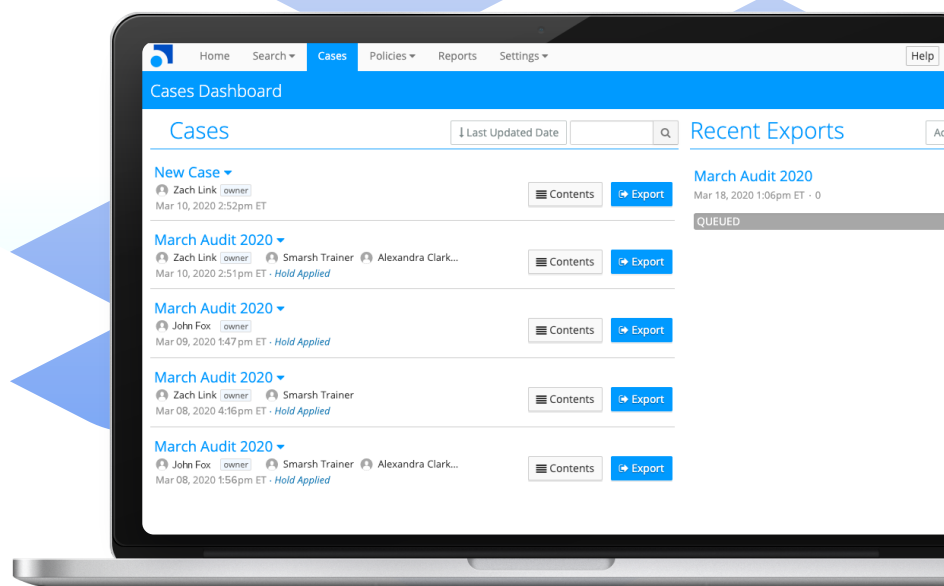 Home Search Cases Policies Reports Settings Help
Cases Dashboard
Cases
Last Updated Date
New Case
Zach Link owner
Mar 10, 2020 2:52pm ET
Contents Export
March Audit 2020
Zach Link owner Smarsh Trainer Alexandra Clark...
Mar 10, 2020 2:51pm ET - Hold Applied
Contents Export
March Audit 2020
John Fox owner
Mar 09, 2020 1:47pm ET - Hold Applied
Contents Export
March Audit 2020
Zach Link owner Smarsh Trainer
Mar 08, 2020 4:16pm ET - Hold Applied
Contents Export
March Audit 2020
John Fox owner Smarsh Trainer Alexandra Clark...
Mar 08, 2020 1:56pm ET - Hold Applied
Contents Export
Recent Exports
March Audit 2020
Mar 18, 2020 1:06pm ET - 0
QUEUED